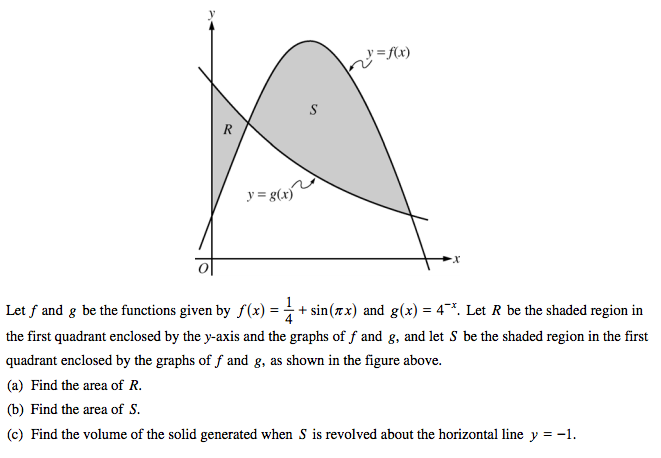 y
y = f(x)
S
R
y = g(x)
x
O
Let f and g be the functions given by f(x) = 1/4 + sin(πx) and g(x) = 4^{-x}. Let R be the shaded region in
the first quadrant enclosed by the y-axis and the graphs of f and g, and let S be the shaded region in the first
quadrant enclosed by the graphs of f and g, as shown in the figure above.
(a) Find the area of R.
(b) Find the area of S.
(c) Find the volume of the solid generated when S is revolved about the horizontal line y = −1.